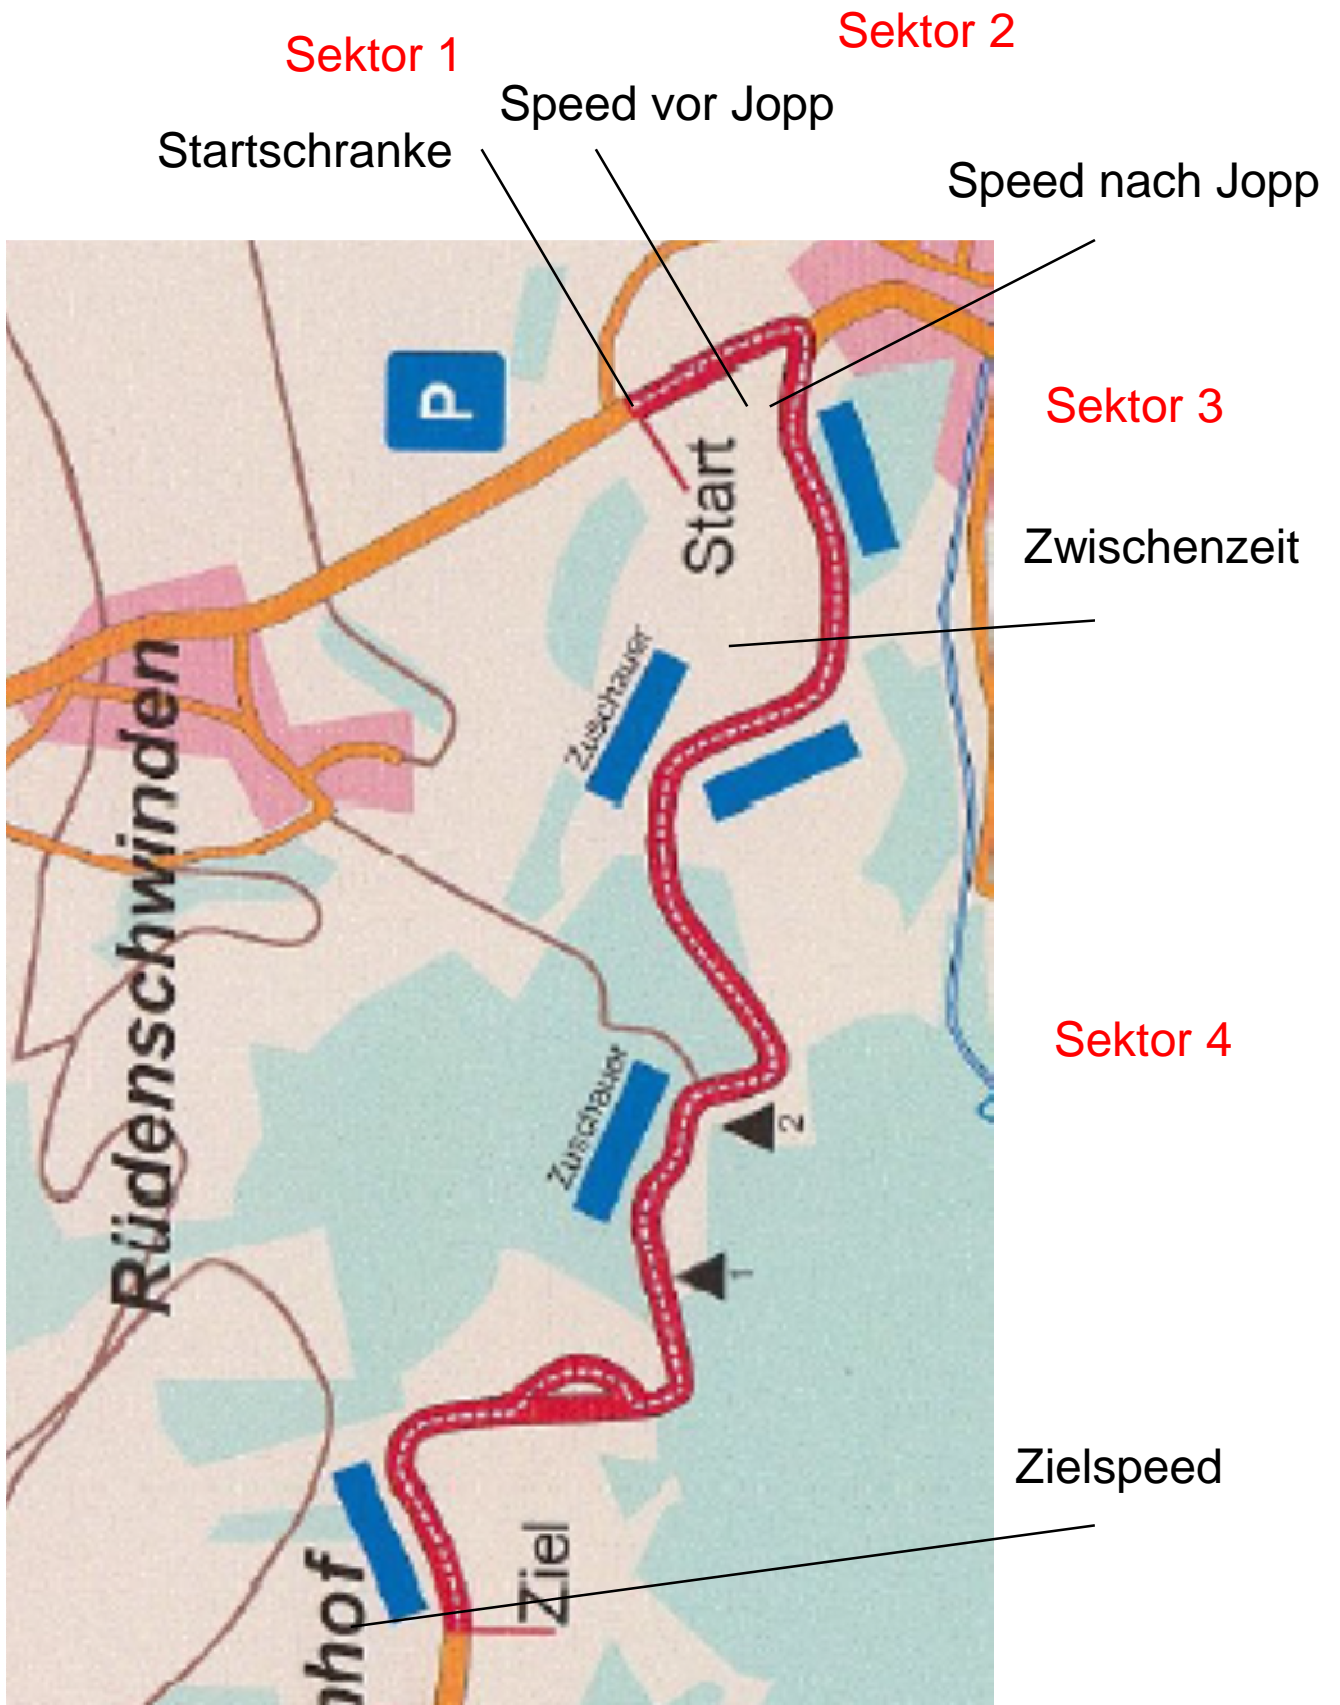 Sektor 1
Sektor 2
Speed vor Jopp
Startschranke
Speed nach Jopp
P
Sektor 3
Start
Zwischenzeit
Zuschauer
Rüdenschwinden
Sektor 4
Zuschauer
2
1
Zielspeed
Ziel
nhof